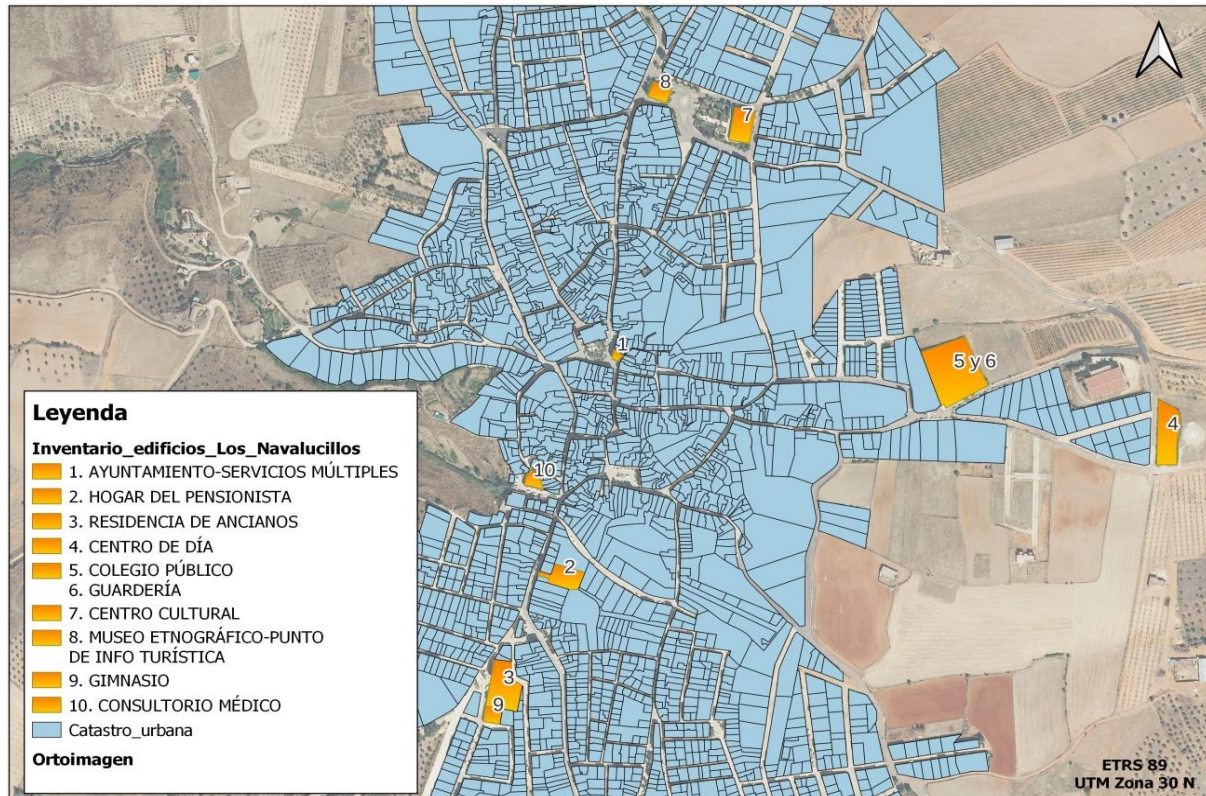 8
7
1
5 y 6
4
10
2
3
9
Leyenda
Inventario_edificios_Los_Navalucillos
1. AYUNTAMIENTO-SERVICIOS MÚLTIPLES
2. HOGAR DEL PENSIONISTA
3. RESIDENCIA DE ANCIANOS
4. CENTRO DE DÍA
5. COLEGIO PÚBLICO
6. GUARDERÍA
7. CENTRO CULTURAL
8. MUSEO ETNOGRÁFICO-PUNTO
DE INFO TURÍSTICA
9. GIMNASIO
10. CONSULTORIO MÉDICO
Catastro_urbana
Ortoimagen
ETRS 89
UTM Zona 30 N